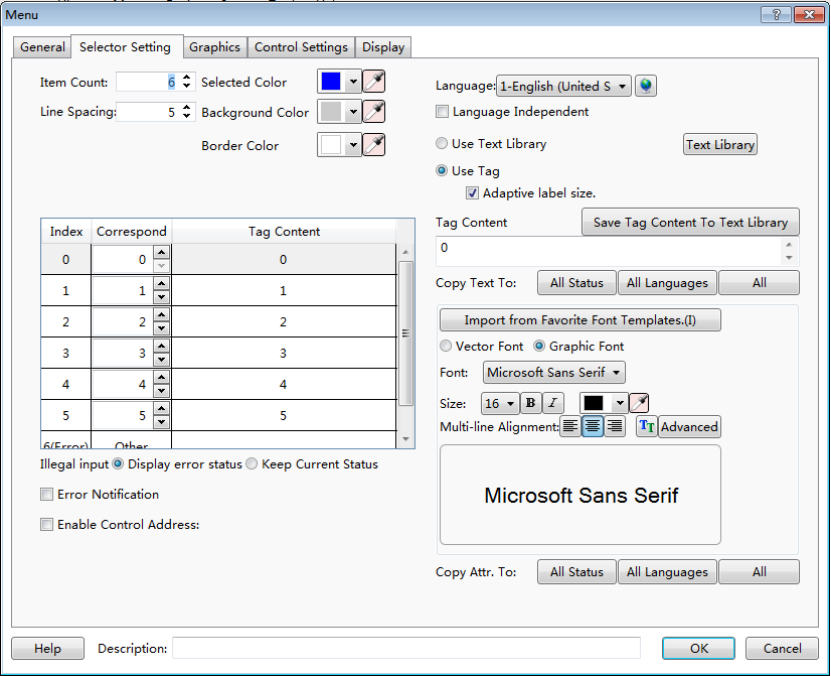 Menu
General Selector Setting Graphics Control Settings Display
Item Count: 6 Selected Color
Line Spacing: 5 Background Color
Border Color
Language: 1-English (United S
Language Independent
Use Text Library Text Library
Use Tag
Adaptive label size.
Tag Content Save Tag Content To Text Library
0
Copy Text To: All Status All Languages All
Index Correspond Tag Content
0 0 0
1 1 1
2 2 2
3 3 3
4 4 4
5 5 5
6(Error) Other
Illegal input Display error status Keep Current Status
Error Notification
Enable Control Address:
Import from Favorite Font Templates.(I)
Vector Font Graphic Font
Font: Microsoft Sans Serif
Size: 16 B I
Multi-line Alignment: TT Advanced
Microsoft Sans Serif
Copy Attr. To: All Status All Languages All
Help Description: OK Cancel